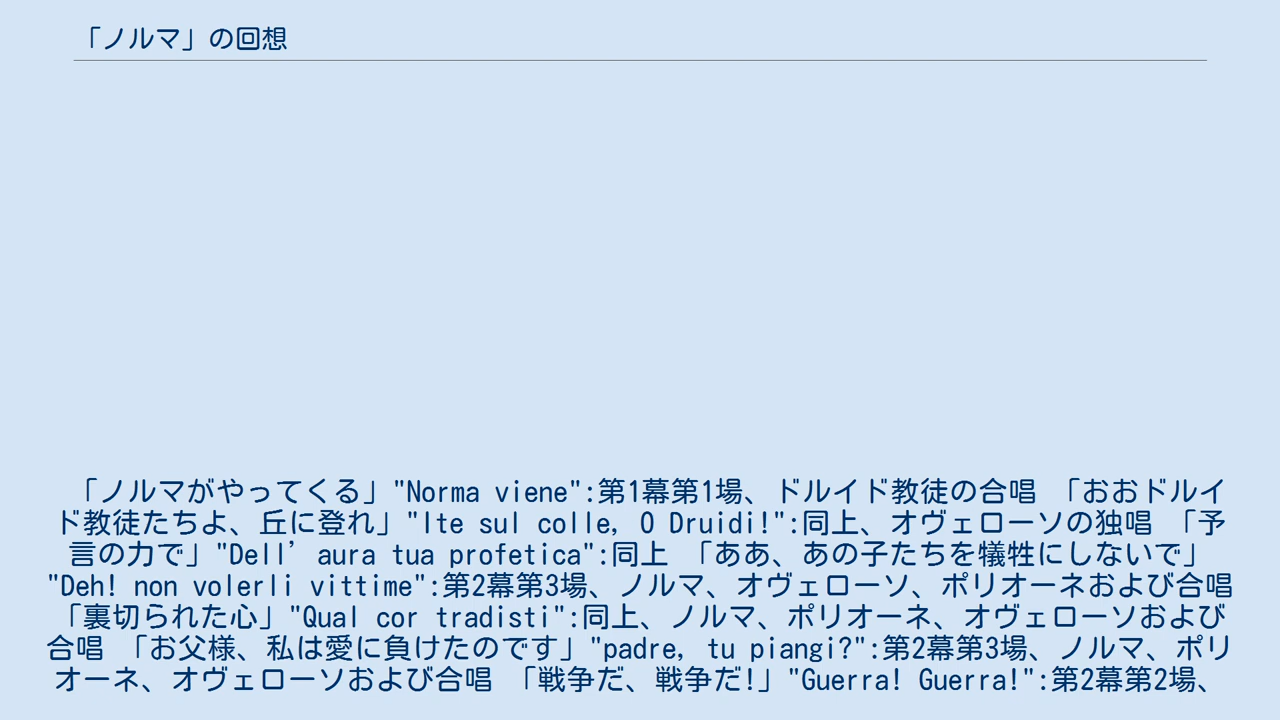 「ノルマ」の回想
「ノルマがやってくる」"Norma viene":第1幕第1場、ドルイド教徒の合唱 「おおドルイ
ド教徒たちよ、丘に登れ」"Ite sul colle, O Druidi!":同上、オヴェローソの独唱 「予
言の力で」"Dell’aura tua profetica":同上 「ああ、あの子たちを犠牲にしないで」
"Deh! non volerli vittime":第2幕第3場、ノルマ、オヴェローソ、ポリオーネおよび合唱
「裏切られた心」"Qual cor tradisti":同上、ノルマ、ポリオーネ、オヴェローソおよび
合唱 「お父様、私は愛に負けたのです」"padre, tu piangi?":第2幕第3場、ノルマ、ポリ
オーネ、オヴェローソおよび合唱 「戦争だ、戦争だ!」"Guerra! Guerra!":第2幕第2場、